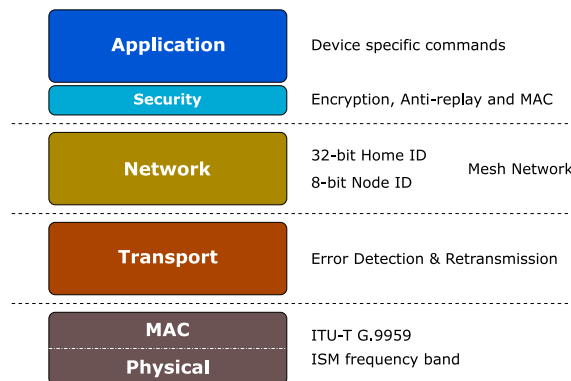 Application
Device specific commands
Security
Encryption, Anti-replay and MAC
Network
32-bit Home ID
8-bit Node ID
Mesh Network
Transport
Error Detection & Retransmission
MAC
Physical
ITU-T G.9959
ISM frequency band